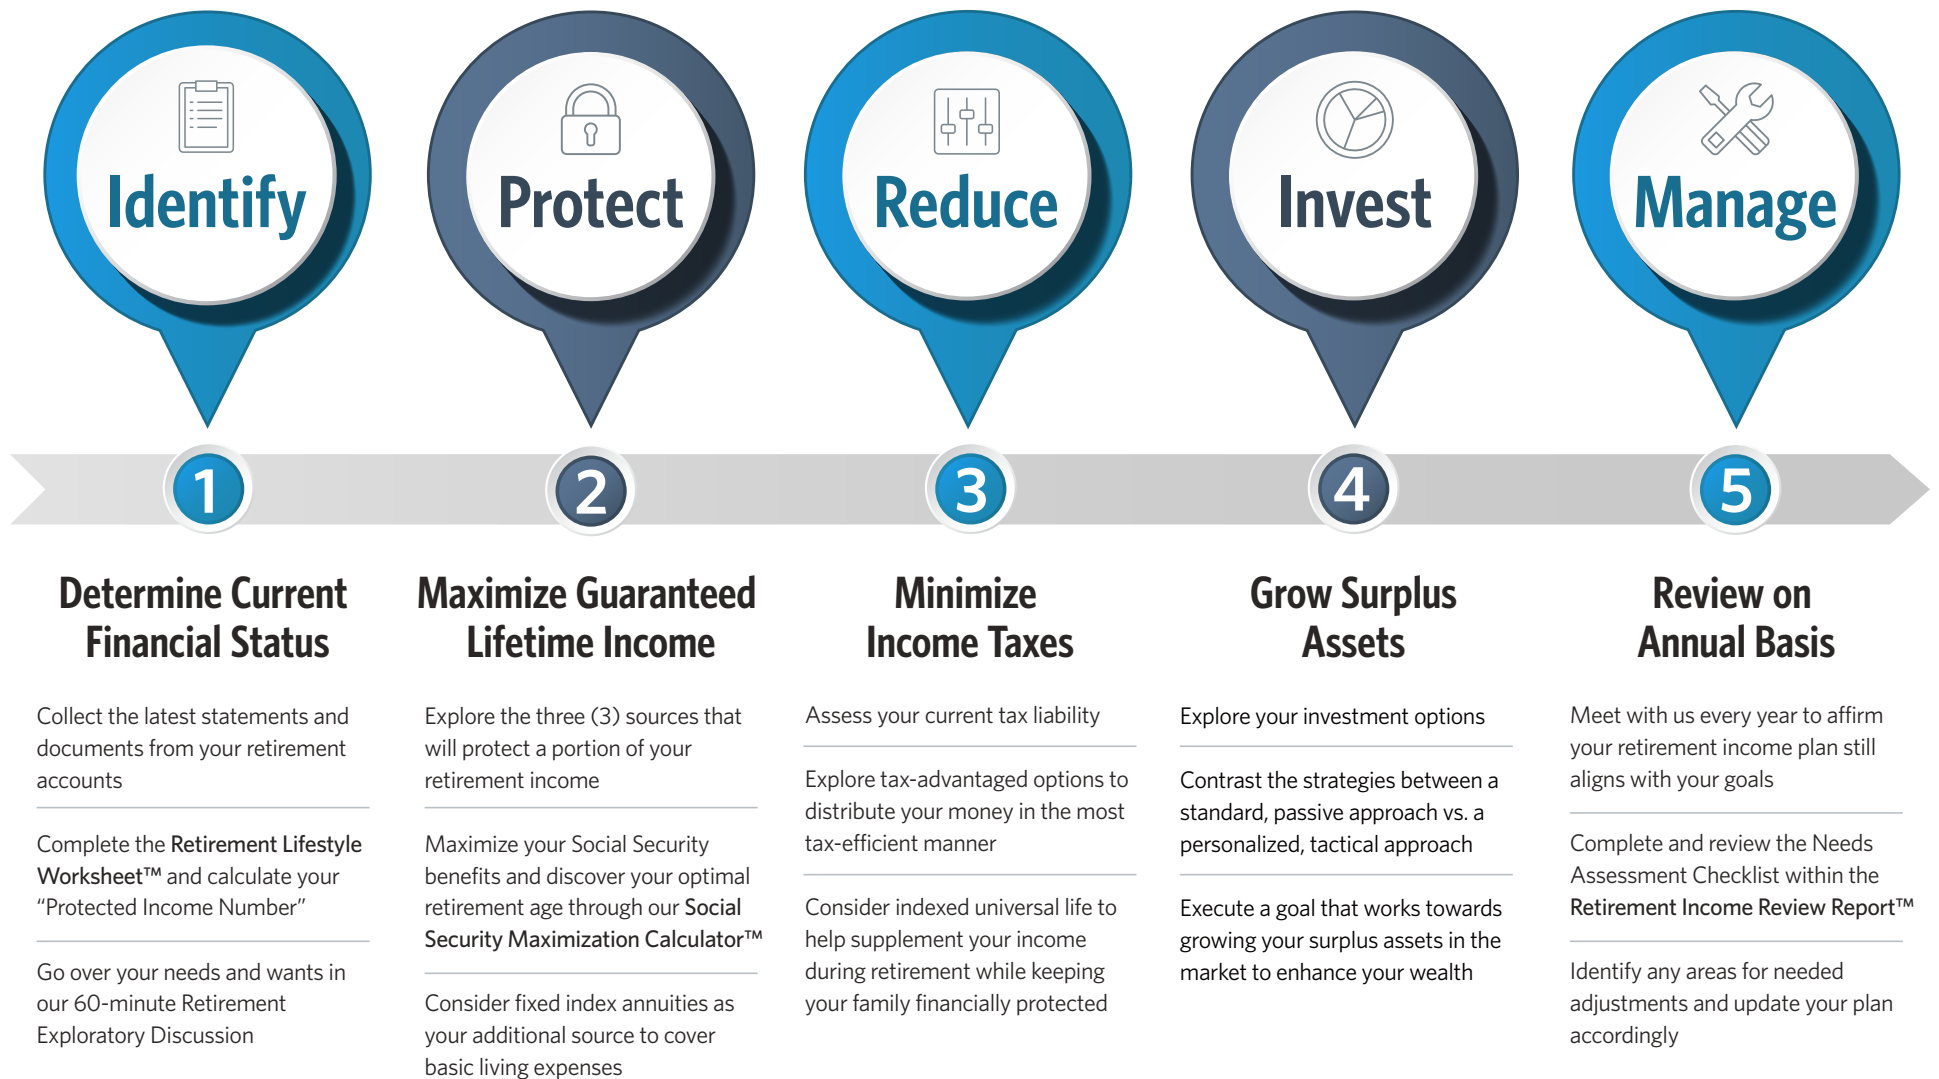 Identify
Protect
Reduce
Invest
Manage
1
2
3
4
5
Determine Current
Financial Status
Collect the latest statements and
documents from your retirement
accounts
Complete the Retirement Lifestyle
Worksheet™ and calculate your
“Protected Income Number”
Go over your needs and wants in
our 60-minute Retirement
Exploratory Discussion
Maximize Guaranteed
Lifetime Income
Explore the three (3) sources that
will protect a portion of your
retirement income
Maximize your Social Security
benefits and discover your optimal
retirement age through our Social
Security Maximization Calculator™
Consider fixed index annuities as
your additional source to cover
basic living expenses
Minimize
Income Taxes
Assess your current tax liability
Explore tax-advantaged options to
distribute your money in the most
tax-efficient manner
Consider indexed universal life to
help supplement your income
during retirement while keeping
your family financially protected
Grow Surplus
Assets
Explore your investment options
Contrast the strategies between a
standard, passive approach vs. a
personalized, tactical approach
Execute a goal that works towards
growing your surplus assets in the
market to enhance your wealth
Review on
Annual Basis
Meet with us every year to affirm
your retirement income plan still
aligns with your goals
Complete and review the Needs
Assessment Checklist within the
Retirement Income Review Report™
Identify any areas for needed
adjustments and update your plan
accordingly